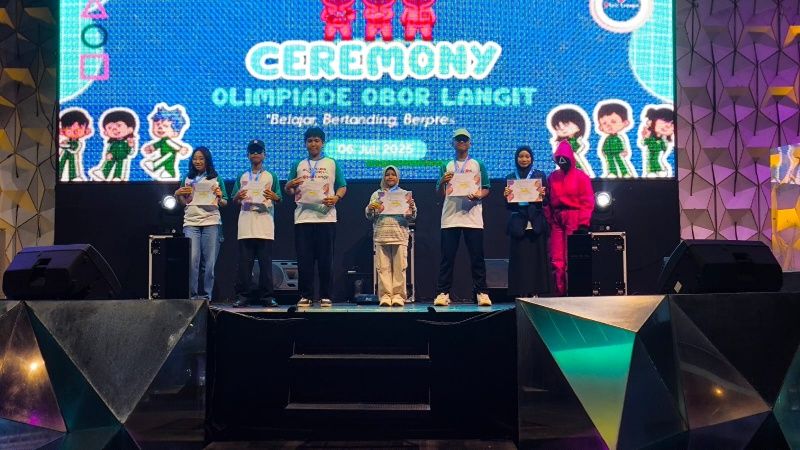 CEREMONY
OLIMPIADE OBOR LANGIT
"Belajar, Bertanding, Berpres
06 Juli 2025